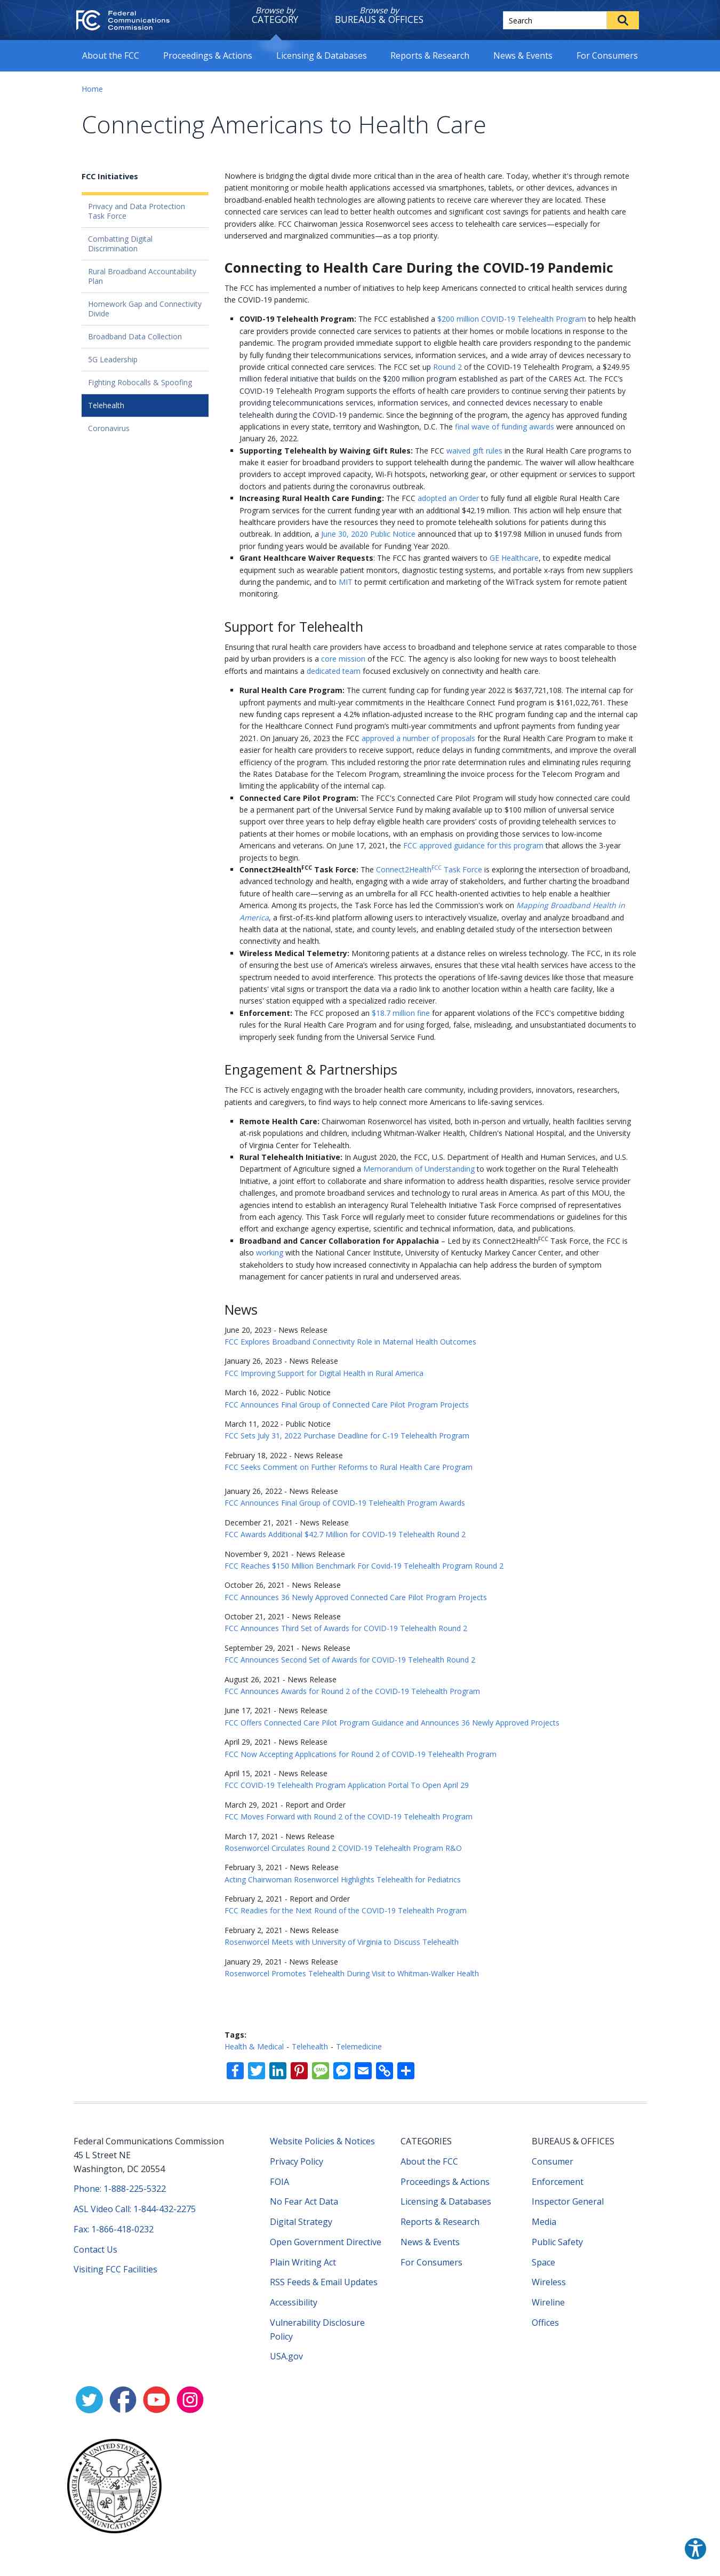 Federal
Communications
Commission
Browse by
CATEGORY
Browse by
BUREAUS & OFFICES
Search
About the FCC
Proceedings & Actions
Licensing & Databases
Reports & Research
News & Events
For Consumers
Home
Connecting Americans to Health Care
FCC Initiatives
Privacy and Data Protection
Task Force
Combatting Digital
Discrimination
Rural Broadband Accountability
Plan
Homework Gap and Connectivity
Divide
Broadband Data Collection
5G Leadership
Fighting Robocalls & Spoofing
Telehealth
Coronavirus
Nowhere is bridging the digital divide more critical than in the area of health care. Today, whether it's through remote
patient monitoring or mobile health applications accessed via smartphones, tablets, or other devices, advances in
broadband-enabled health technologies are allowing patients to receive care wherever they are located. These
connected care services can lead to better health outcomes and significant cost savings for patients and health care
providers alike. FCC Chairwoman Jessica Rosenworcel sees access to telehealth care services—especially for
underserved and marginalized communities—as a top priority.
Connecting to Health Care During the COVID-19 Pandemic
The FCC has implemented a number of initiatives to help keep Americans connected to critical health services during
the COVID-19 pandemic.
COVID-19 Telehealth Program: The FCC established a $200 million COVID-19 Telehealth Program to help health
care providers provide connected care services to patients at their homes or mobile locations in response to the
pandemic. The program provided immediate support to eligible health care providers responding to the pandemic
by fully funding their telecommunications services, information services, and a wide array of devices necessary to
provide critical connected care services. The FCC set up Round 2 of the COVID-19 Telehealth Program, a $249.95
million federal initiative that builds on the $200 million program established as part of the CARES Act. The FCC's
COVID-19 Telehealth Program supports the efforts of health care providers to continue serving their patients by
providing telecommunications services, information services, and connected devices necessary to enable
telehealth during the COVID-19 pandemic. Since the beginning of the program, the agency has approved funding
applications in every state, territory and Washington, D.C. The final wave of funding awards were announced on
January 26, 2022.
Supporting Telehealth by Waiving Gift Rules: The FCC waived gift rules in the Rural Health Care programs to
make it easier for broadband providers to support telehealth during the pandemic. The waiver will allow healthcare
providers to accept improved capacity, Wi-Fi hotspots, networking gear, or other equipment or services to support
doctors and patients during the coronavirus outbreak.
Increasing Rural Health Care Funding: The FCC adopted an Order to fully fund all eligible Rural Health Care
Program services for the current funding year with an additional $42.19 million. This action will help ensure that
healthcare providers have the resources they need to promote telehealth solutions for patients during this
outbreak. In addition, a June 30, 2020 Public Notice announced that up to $197.98 Million in unused funds from
prior funding years would be available for Funding Year 2020.
Grant Healthcare Waiver Requests: The FCC has granted waivers to GE Healthcare, to expedite medical
equipment such as wearable patient monitors, diagnostic testing systems, and portable x-rays from new suppliers
during the pandemic, and to MIT to permit certification and marketing of the WiTrack system for remote patient
monitoring.
Support for Telehealth
Ensuring that rural health care providers have access to broadband and telephone service at rates comparable to those
paid by urban providers is a core mission of the FCC. The agency is also looking for new ways to boost telehealth
efforts and maintains a dedicated team focused exclusively on connectivity and health care.
Rural Health Care Program: The current funding cap for funding year 2022 is $637,721,108. The internal cap for
upfront payments and multi-year commitments in the Healthcare Connect Fund program is $161,022,761. These
new funding caps represent a 4.2% inflation-adjusted increase to the RHC program funding cap and the internal cap for
the Healthcare Connect Fund program's multi-year commitments and upfront payments from funding year
2021. On January 26, 2023 the FCC approved a number of proposals for the Rural Health Care Program to make it
easier for health care providers to receive support, reduce delays in funding commitments, and improve the overall
efficiency of the program. This included restoring the prior rate determination rules and eliminating rules requiring
the Rates Database for the Telecom Program, streamlining the invoice process for the Telecom Program and
limiting the applicability of the internal cap.
Connected Care Pilot Program: The FCC's Connected Care Pilot Program will study how connected care could
be a permanent part of the Universal Service Fund by making available up to $100 million of universal service
support over three years to help defray eligible health care providers' costs of providing telehealth services to
patients at their homes or mobile locations, with an emphasis on providing those services to low-income
Americans and veterans. On June 17, 2021, the FCC approved guidance for this program that allows the 3-year
projects to begin.
Connect2HealthFCC Task Force: The Connect2HealthFCC Task Force is exploring the intersection of broadband,
advanced technology and health, engaging with a wide array of stakeholders, and further charting the broadband
future of health care—serving as an umbrella for all FCC health-oriented activities to help enable a healthier
America. Among its projects, the Task Force has led the Commission's work on Mapping Broadband Health in
America, a first-of-its-kind platform allowing users to interactively visualize, overlay and analyze broadband and
health data at the national, state, and county levels, and enabling detailed study of the intersection between
connectivity and health.
Wireless Medical Telemetry: Monitoring patients at a distance relies on wireless technology. The FCC, in its role
of ensuring the best use of America's wireless airwaves, ensures that these vital health services have access to the
spectrum needed to avoid interference. This protects the operations of life-saving devices like those that measure
patients' vital signs or transport the data via a radio link to another location within a health care facility, like a
nurses' station equipped with a specialized radio receiver.
Enforcement: The FCC proposed an $18.7 million fine for apparent violations of the FCC's competitive bidding
rules for the Rural Health Care Program and for using forged, false, misleading, and unsubstantiated documents to
improperly seek funding from the Universal Service Fund.
Engagement & Partnerships
The FCC is actively engaging with the broader health care community, including providers, innovators, researchers,
patients and caregivers, to find ways to help connect more Americans to life-saving services.
Remote Health Care: Chairwoman Rosenworcel has visited, both in-person and virtually, health facilities serving
at-risk populations and children, including Whitman-Walker Health, Children's National Hospital, and the University
of Virginia Center for Telehealth.
Rural Telehealth Initiative: In August 2020, the FCC, U.S. Department of Health and Human Services, and U.S.
Department of Agriculture signed a Memorandum of Understanding to work together on the Rural Telehealth
Initiative, a joint effort to collaborate and share information to address health disparities, resolve service provider
challenges, and promote broadband services and technology to rural areas in America. As part of this MOU, the
agencies intend to establish an interagency Rural Telehealth Initiative Task Force comprised of representatives
from each agency. This Task Force will regularly meet to consider future recommendations or guidelines for this
effort and exchange agency expertise, scientific and technical information, data, and publications.
Broadband and Cancer Collaboration for Appalachia – Led by its Connect2HealthFCC Task Force, the FCC is
also working with the National Cancer Institute, University of Kentucky Markey Cancer Center, and other
stakeholders to study how increased connectivity in Appalachia can help address the burden of symptom
management for cancer patients in rural and underserved areas.
News
June 20, 2023 - News Release
FCC Explores Broadband Connectivity Role in Maternal Health Outcomes
January 26, 2023 - News Release
FCC Improving Support for Digital Health in Rural America
March 16, 2022 - Public Notice
FCC Announces Final Group of Connected Care Pilot Program Projects
March 11, 2022 - Public Notice
FCC Sets July 31, 2022 Purchase Deadline for C-19 Telehealth Program
February 18, 2022 - News Release
FCC Seeks Comment on Further Reforms to Rural Health Care Program
January 26, 2022 - News Release
FCC Announces Final Group of COVID-19 Telehealth Program Awards
December 21, 2021 - News Release
FCC Awards Additional $42.7 Million for COVID-19 Telehealth Round 2
November 9, 2021 - News Release
FCC Reaches $150 Million Benchmark For Covid-19 Telehealth Program Round 2
October 26, 2021 - News Release
FCC Announces 36 Newly Approved Connected Care Pilot Program Projects
October 21, 2021 - News Release
FCC Announces Third Set of Awards for COVID-19 Telehealth Round 2
September 29, 2021 - News Release
FCC Announces Second Set of Awards for COVID-19 Telehealth Round 2
August 26, 2021 - News Release
FCC Announces Awards for Round 2 of the COVID-19 Telehealth Program
June 17, 2021 - News Release
FCC Offers Connected Care Pilot Program Guidance and Announces 36 Newly Approved Projects
April 29, 2021 - News Release
FCC Now Accepting Applications for Round 2 of COVID-19 Telehealth Program
April 15, 2021 - News Release
FCC COVID-19 Telehealth Program Application Portal To Open April 29
March 29, 2021 - Report and Order
FCC Moves Forward with Round 2 of the COVID-19 Telehealth Program
March 17, 2021 - News Release
Rosenworcel Circulates Round 2 COVID-19 Telehealth Program R&O
February 3, 2021 - News Release
Acting Chairwoman Rosenworcel Highlights Telehealth for Pediatrics
February 2, 2021 - Report and Order
FCC Readies for the Next Round of the COVID-19 Telehealth Program
February 2, 2021 - News Release
Rosenworcel Meets with University of Virginia to Discuss Telehealth
January 29, 2021 - News Release
Rosenworcel Promotes Telehealth During Visit to Whitman-Walker Health
Tags:
Health & Medical - Telehealth - Telemedicine
Federal Communications Commission
45 L Street NE
Washington, DC 20554
Phone: 1-888-225-5322
ASL Video Call: 1-844-432-2275
Fax: 1-866-418-0232
Contact Us
Visiting FCC Facilities
Website Policies & Notices
Privacy Policy
FOIA
No Fear Act Data
Digital Strategy
Open Government Directive
Plain Writing Act
RSS Feeds & Email Updates
Accessibility
Vulnerability Disclosure
Policy
USA.gov
CATEGORIES
About the FCC
Proceedings & Actions
Licensing & Databases
Reports & Research
News & Events
For Consumers
BUREAUS & OFFICES
Consumer
Enforcement
Inspector General
Media
Public Safety
Space
Wireless
Wireline
Offices
FEDERAL COMMUNICATIONS COMMISSION